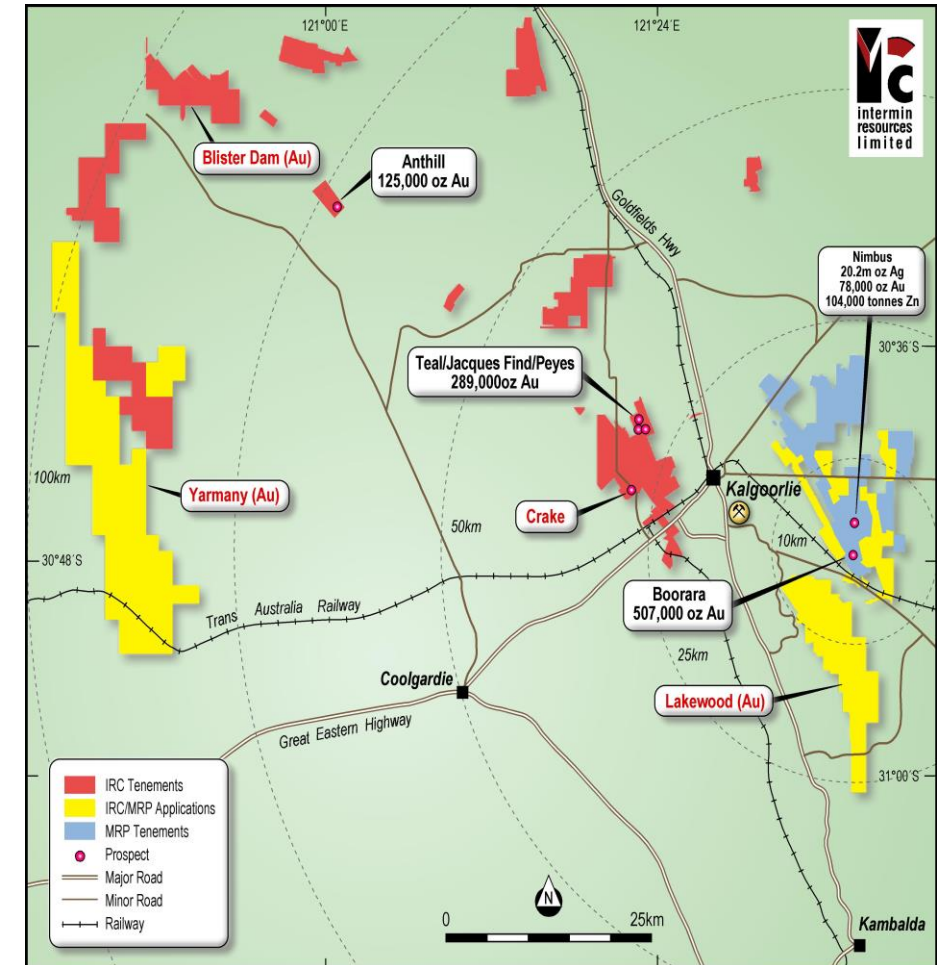 121°00´E
121°24´E
intermin
resources
limited
Blister Dam (Au)
Anthill
125,000 oz Au
Goldfields Hwy
Nimbus
20.2m oz Ag
78,000 oz Au
104,000 tonnes Zn
30°36´S
Teal/Jacques Find/Peyes
289,000oz Au
100km
Yarmany (Au)
Crake
Kalgoorlie
50km
10km
30°48´S
Boorara
507,000 oz Au
Trans Australia Railway
25km
Coolgardie
Lakewood (Au)
Great Eastern Highway
31°00´S
IRC Tenements
IRC/MRP Applications
MRP Tenements
Prospect
Major Road
Minor Road
Railway
N
0
25km
Kambalda